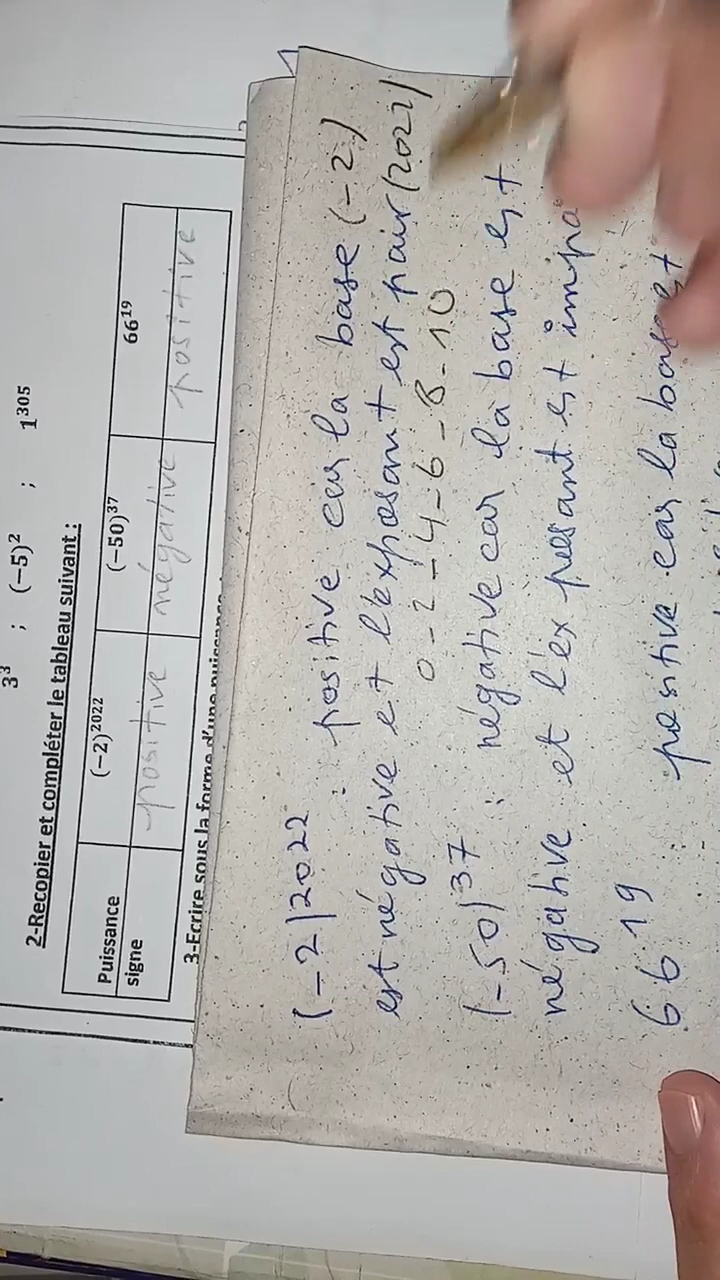 3³ ; (−5)² ; 1³⁰⁵
2-Recopier et compléter le tableau suivant :
Puissance (−2)²⁰²² (−50)³⁷ 66¹⁹
signe positive négative positive
3-Ecrire sous la forme d'une puissance
(-2)2022 : positive car la base (-2)
est négative et l'exposant est pair (2022)
0-2-4-6-8-10
(-50)37 : négative car la base est
négative et l'exposant est impa
66 19 positive car la base est